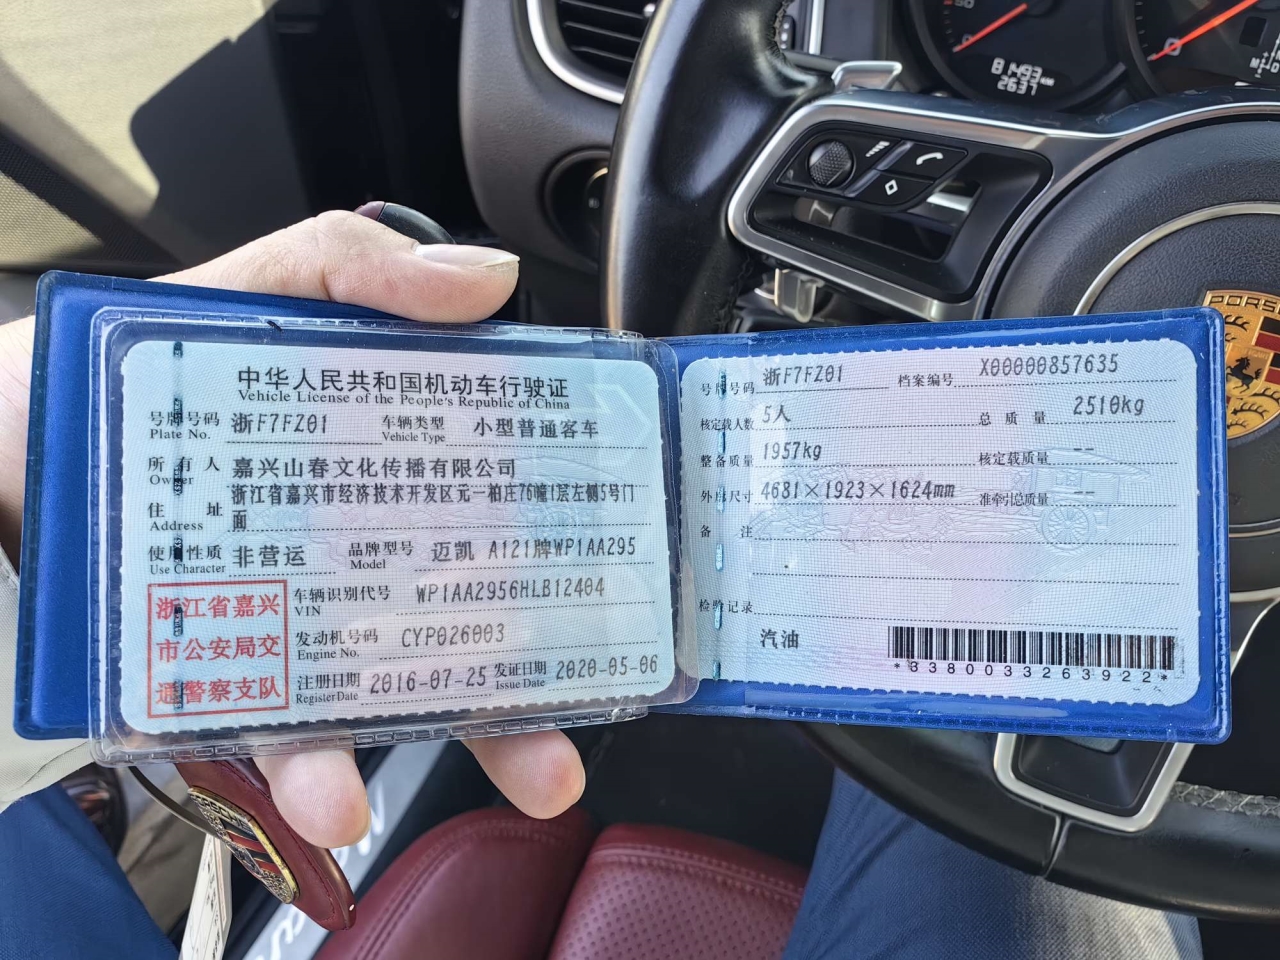 81493km
2637
PORSCHE
中华人民共和国机动车行驶证
Vehicle License of the People's Republic of China
号牌号码 浙F7FZ01 车辆类型 小型普通客车
Plate No. Vehicle Type
所有人 嘉兴山春文化传播有限公司
Owner
住址 浙江省嘉兴市经济技术开发区元一柏庄76幢1层左侧5号门
Address 面
使用性质 非营运 品牌型号 迈凯 A121牌WP1AA295
Use Character Model
浙江省嘉兴
市公安局交
通警察支队
车辆识别代号 WP1AA2956HLB12404
VIN
发动机号码 CYP026003
Engine No.
注册日期 2016-07-25 发证日期 2020-05-06
Register Date Issue Date
号牌号码 浙F7FZ01 档案编号 X00000857635
核定载人数 5人 总质量 2510kg
整备质量 1957kg 核定载质量 --
外廓尺寸 4681×1923×1624mm 准牵引总质量 --
备注
检验记录
汽油
*3380033263922*